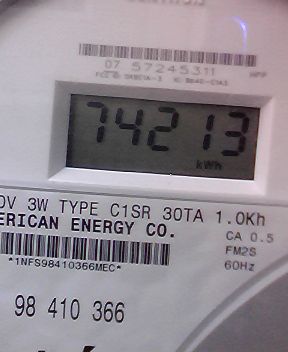 07 57245311
74213
kWh
3W TYPE C1SR 30TA 1.0Kh
ERICAN ENERGY CO.
CA 0.5
FM2S
*1NFS98410366MEC*
60Hz
98 410 366